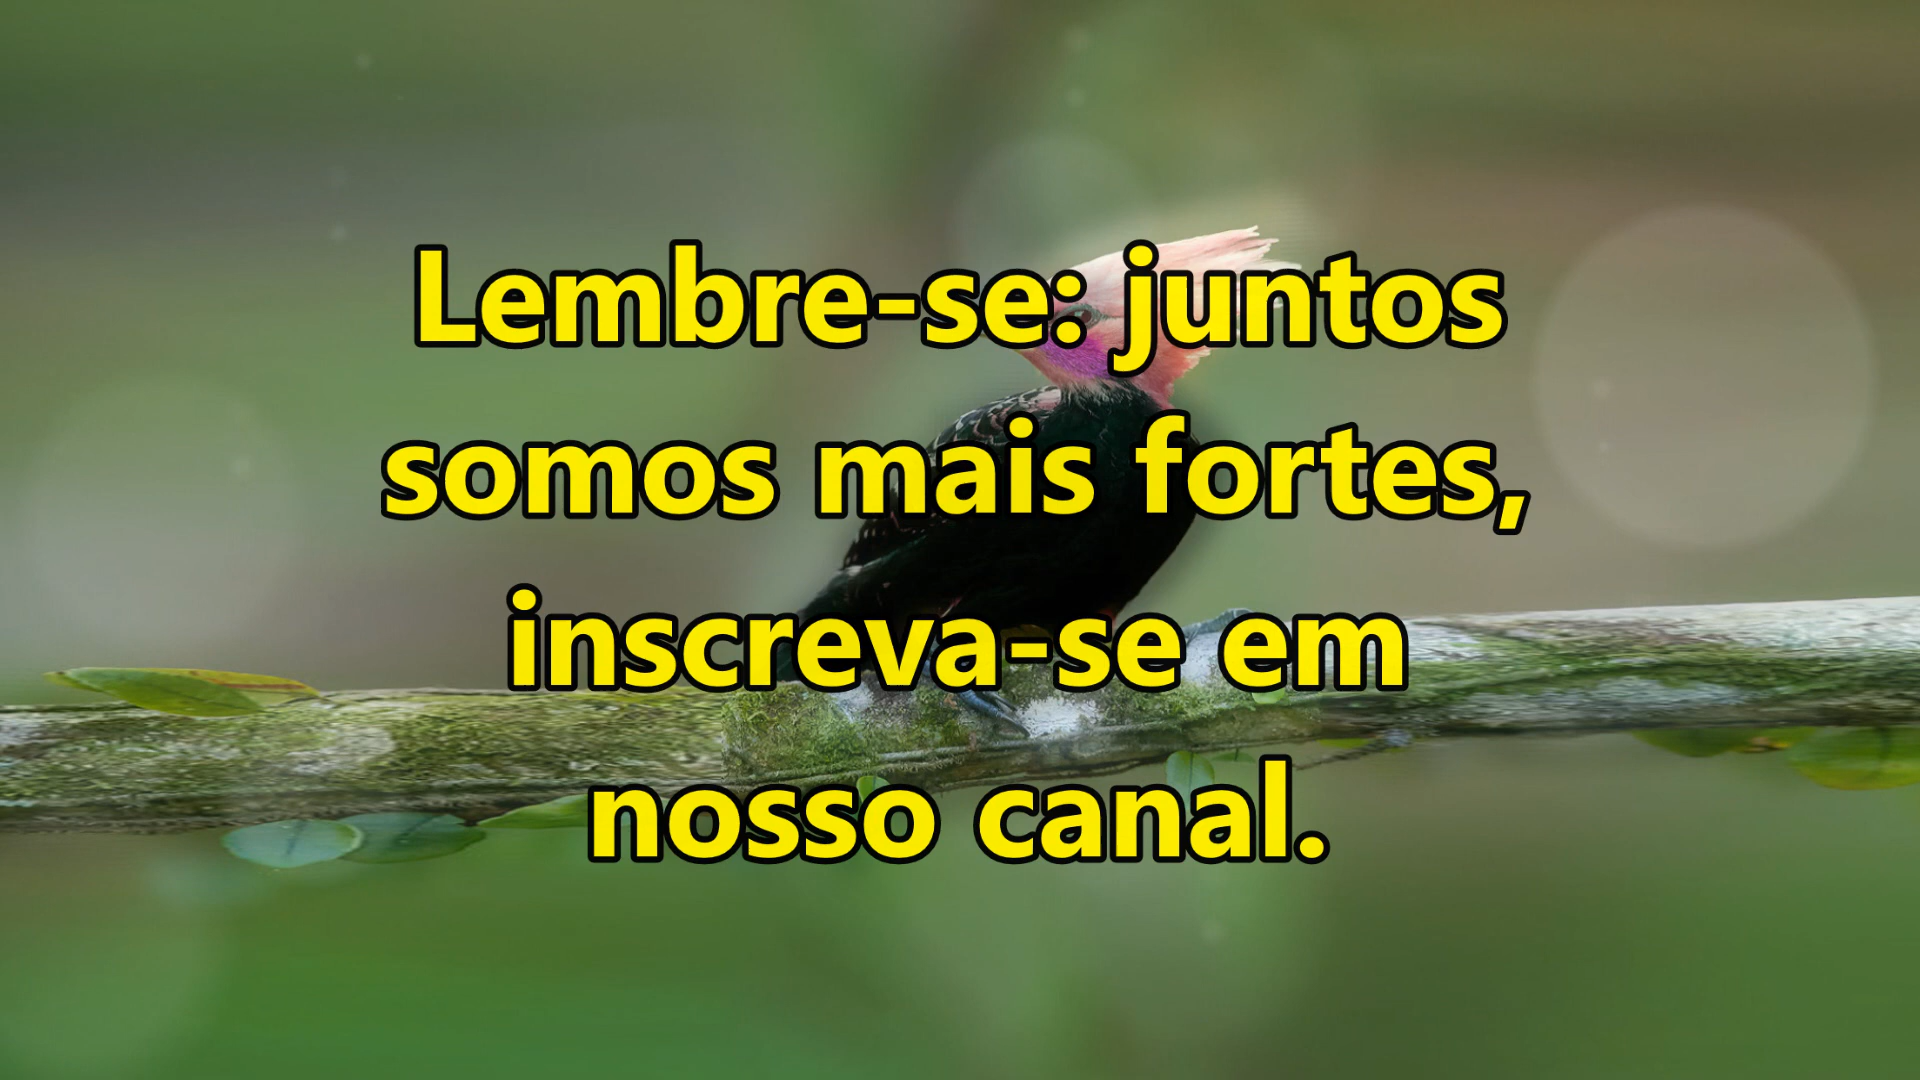 Lembre-se: juntos
somos mais fortes,
inscreva-se em
nosso canal.